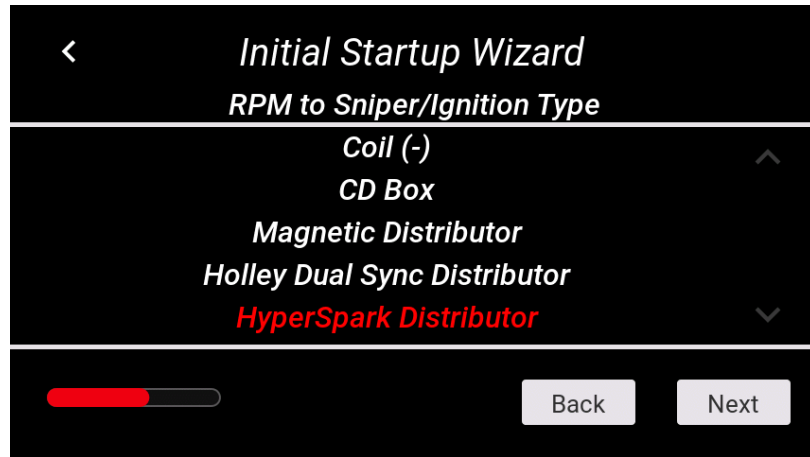 Initial Startup Wizard
RPM to Sniper/Ignition Type
Coil (-)
CD Box
Magnetic Distributor
Holley Dual Sync Distributor
HyperSpark Distributor
Back Next